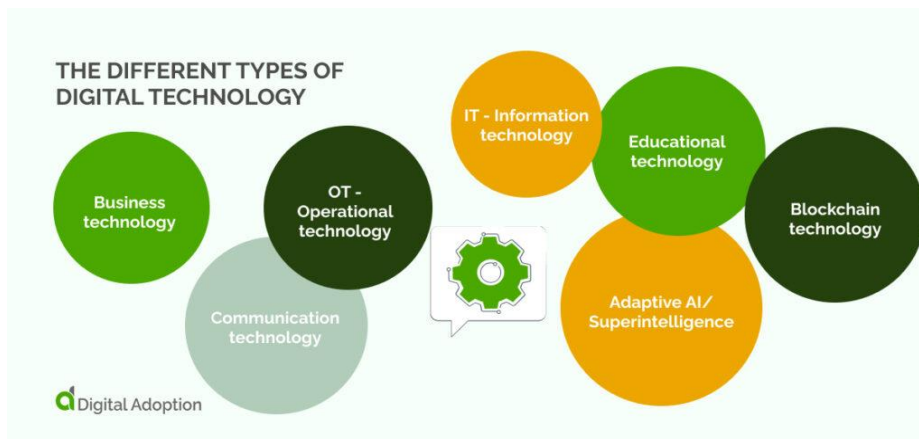 THE DIFFERENT TYPES OF
DIGITAL TECHNOLOGY
Business
technology
OT -
Operational
technology
Communication
technology
IT - Information
technology
Educational
technology
Blockchain
technology
Adaptive AI/
Superintelligence
Digital Adoption